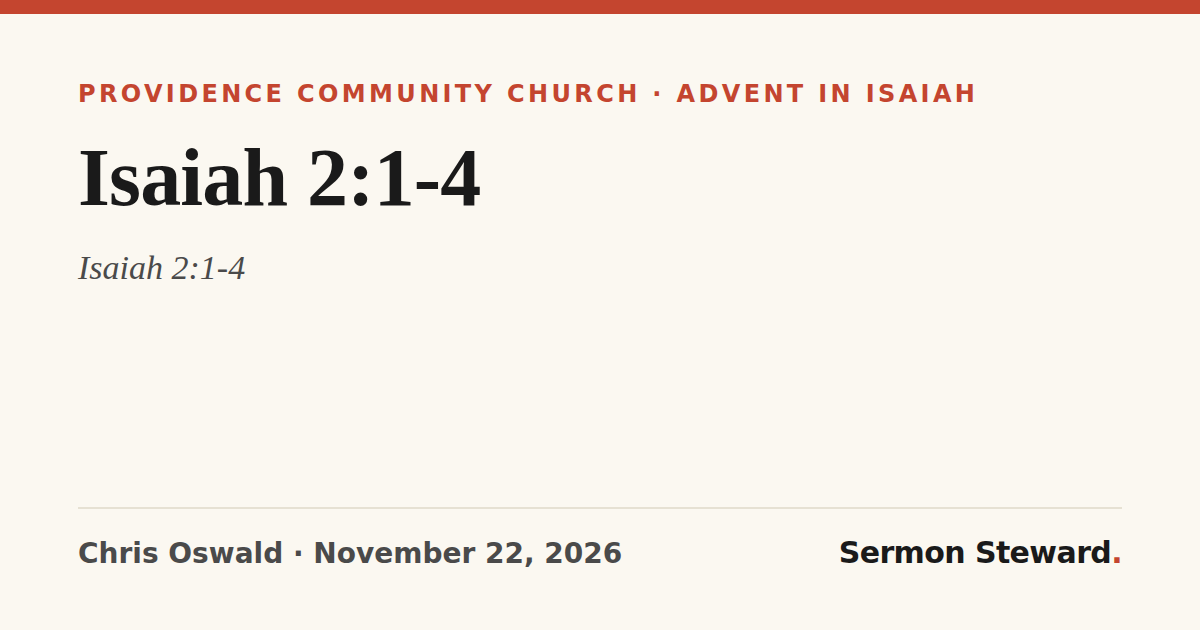 PROVIDENCE COMMUNITY CHURCH · ADVENT IN ISAIAH
Isaiah 2:1-4
Isaiah 2:1-4
Chris Oswald · November 22, 2026
Sermon Steward.